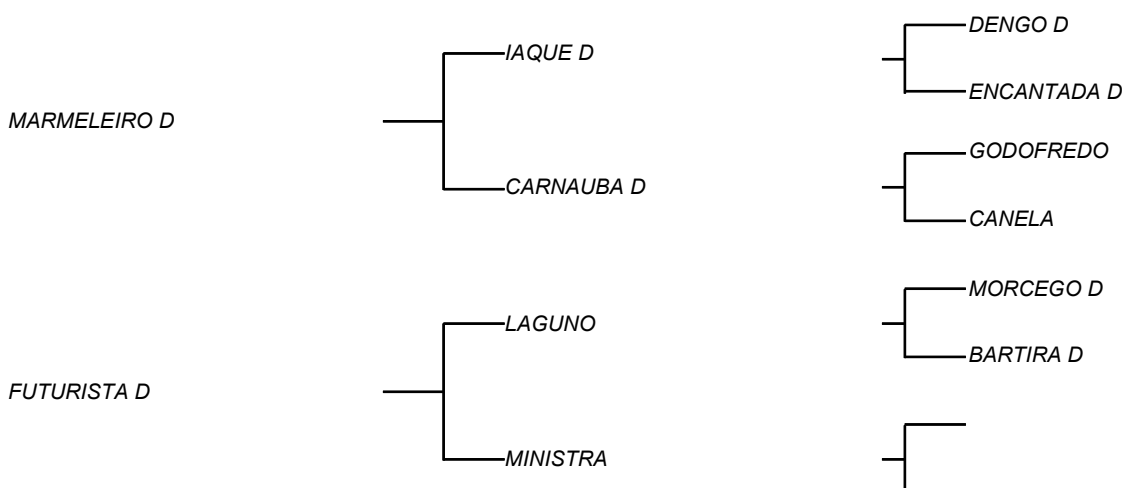 DENGO D
IAQUE D
ENCANTADA D
MARMELEIRO D
GODOFREDO
CARNAUBA D
CANELA
MORCEGO D
LAGUNO
BARTIRA D
FUTURISTA D
MINISTRA